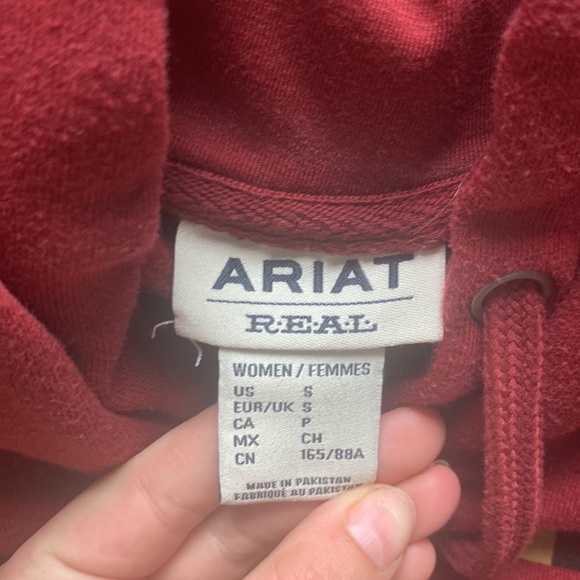 ARIAT
R.E.A.L.
WOMEN / FEMMES
US S
EUR/UK S
CA P
MX CH
CN 165/88A
MADE IN PAKISTAN
FABRIQUÉ AU PAKISTAN